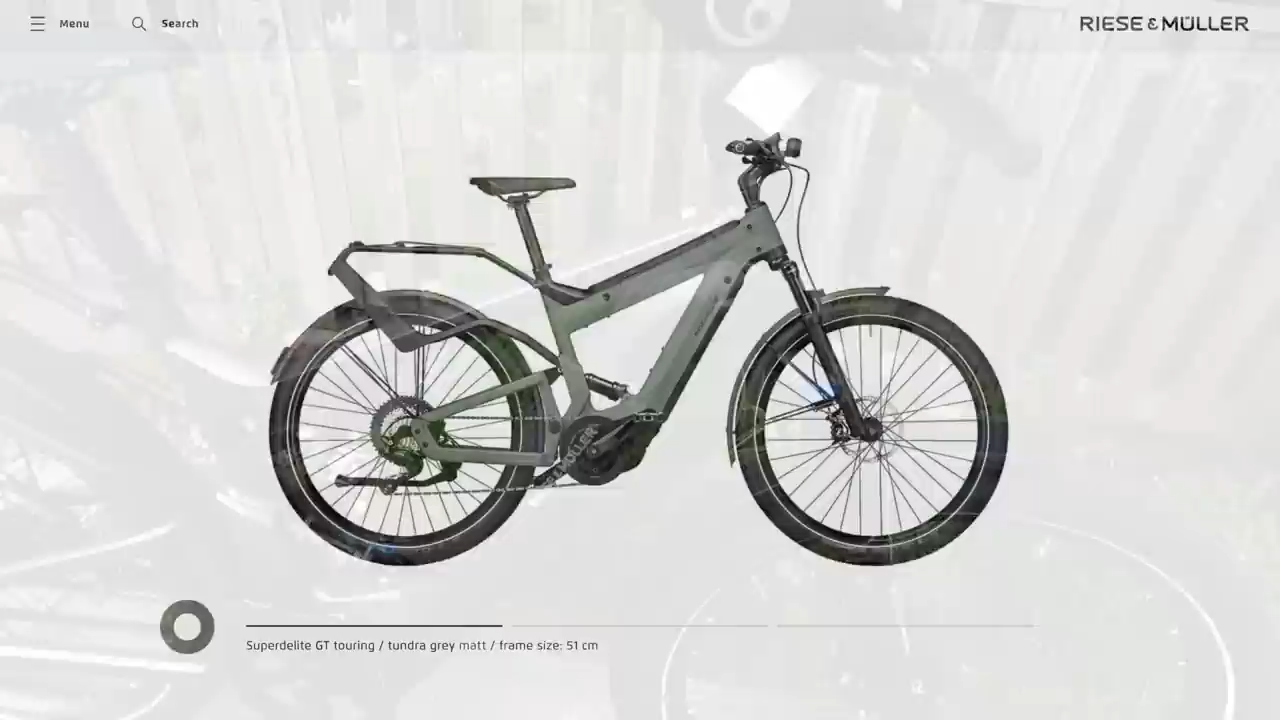 Menu
Search
RIESE & MÜLLER
Superdelite GT touring / tundra grey matt / frame size: 51 cm